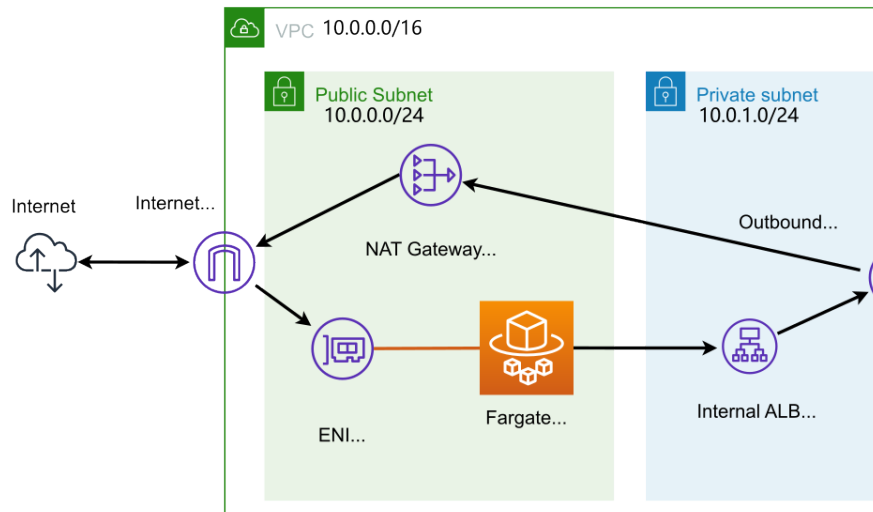 VPC 10.0.0.0/16
Public Subnet
10.0.0.0/24
Private subnet
10.0.1.0/24
Internet
Internet...
Outbound...
NAT Gateway...
Internal ALB...
Fargate...
ENI...